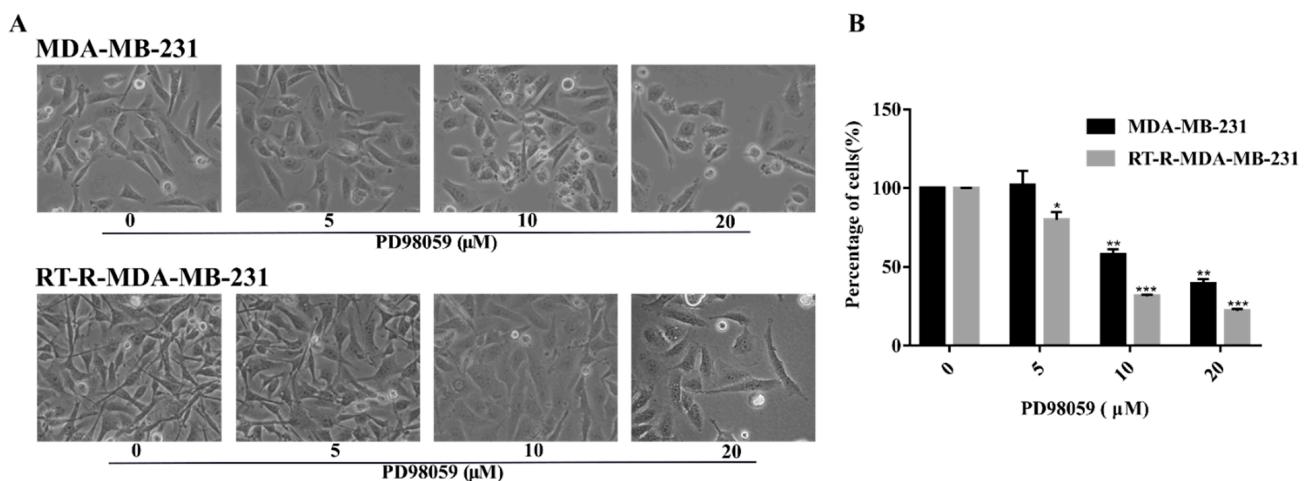 A
MDA-MB-231
0 5 10 20
PD98059 (μM)
RT-R-MDA-MB-231
0 5 10 20
PD98059 (μM)
B
Percentage of cells(%)
150
100
50
0
MDA-MB-231
RT-R-MDA-MB-231
*
**
***
**
***
0 5 10 20
PD98059 ( μM)